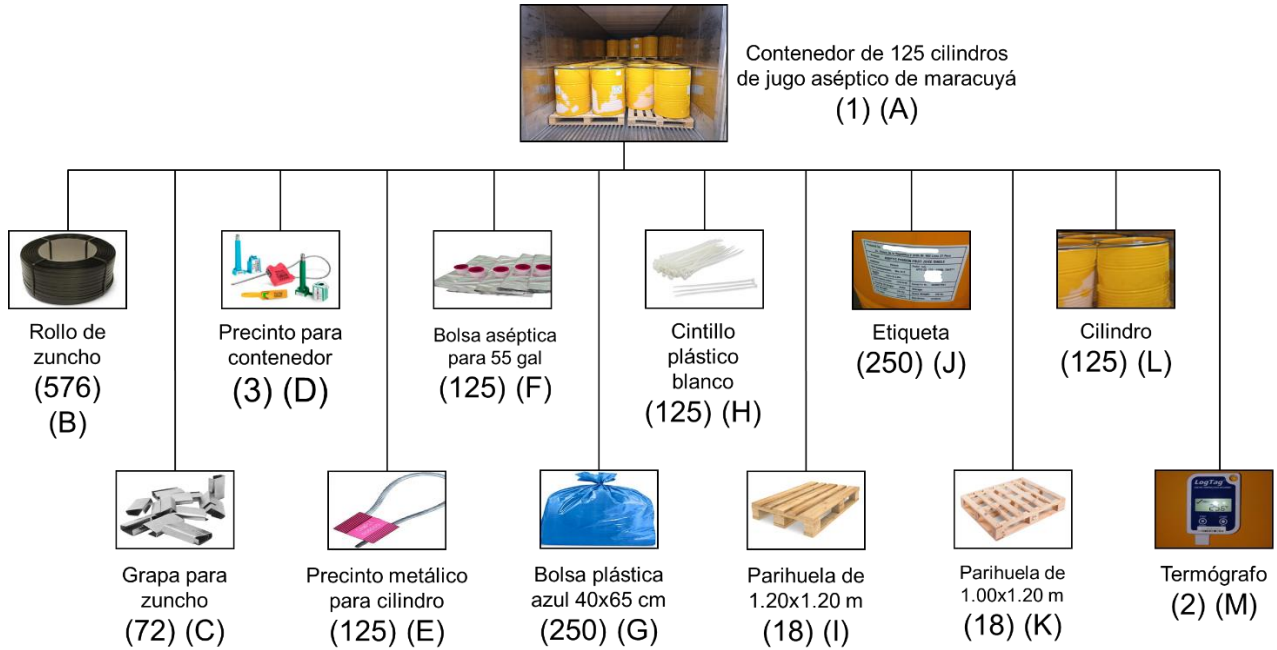 Contenedor de 125 cilindros
de jugo aséptico de maracuyá
(1) (A)
Rollo de
zuncho
(576)
(B)
Precinto para
contenedor
(3) (D)
Bolsa aséptica
para 55 gal
(125) (F)
Cintillo
plástico
blanco
(125) (H)
Etiqueta
(250) (J)
Cilindro
(125) (L)
Grapa para
zuncho
(72) (C)
Precinto metálico
para cilindro
(125) (E)
Bolsa plástica
azul 40x65 cm
(250) (G)
Parihuela de
1.20x1.20 m
(18) (I)
Parihuela de
1.00x1.20 m
(18) (K)
LogTag
Termógrafo
(2) (M)